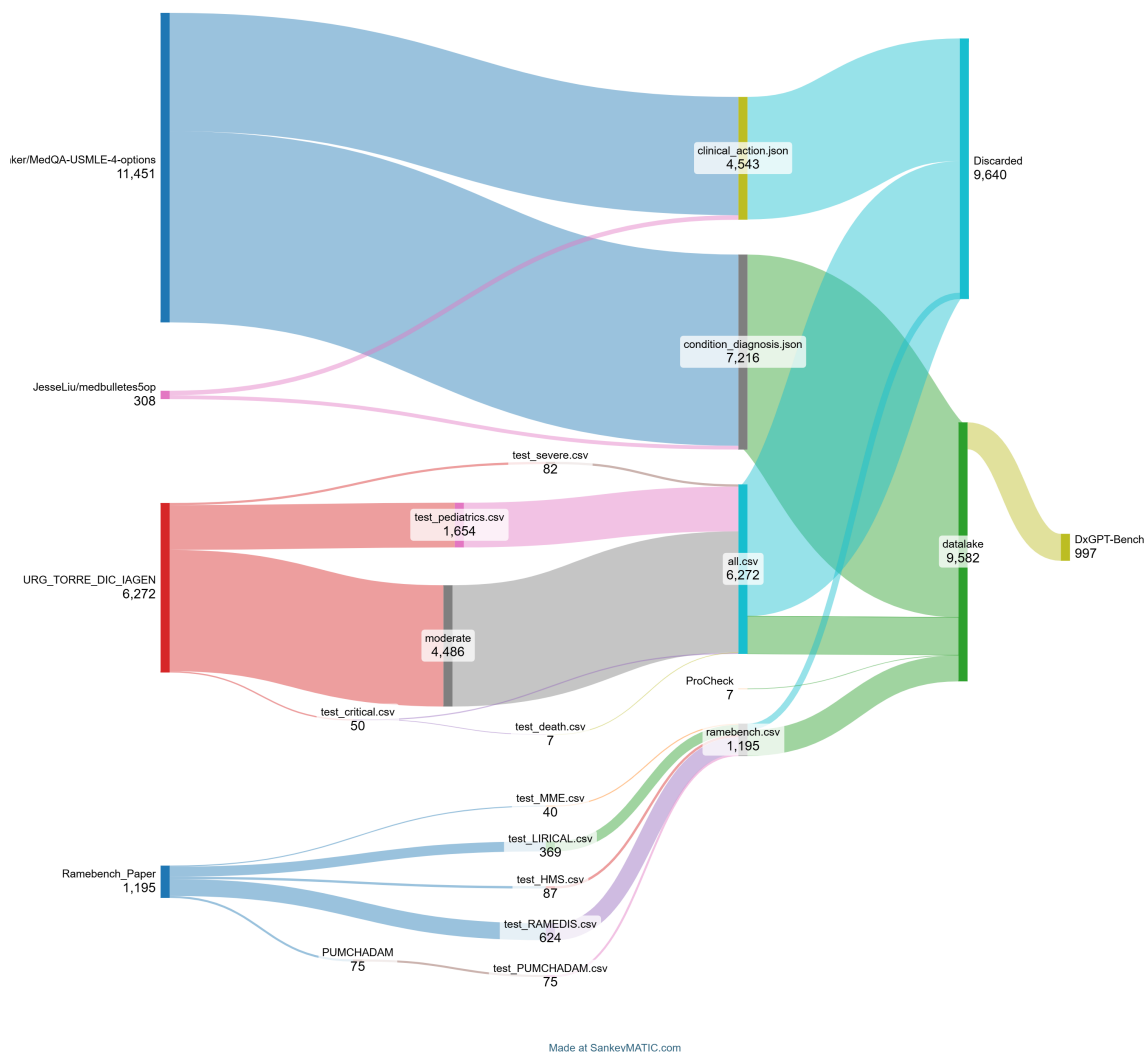 ıker/MedQA-USMLE-4-options
11,451
clinical_action.json
4,543
Discarded
9,640
condition_diagnosis.json
7,216
JesseLiu/medbulletes5op
308
test_severe.csv
82
test_pediatrics.csv
1,654
URG_TORRE_DIC_IAGEN
6,272
all.csv
6,272
datalake
9,582
DxGPT-Bench
997
moderate
4,486
ProCheck
7
test_critical.csv
50
test_death.csv
7
ramebench.csv
1,195
test_MME.csv
40
test_LIRICAL.csv
369
Ramebench_Paper
1,195
test_HMS.csv
87
test_RAMEDIS.csv
624
PUMCHADAM
75
test_PUMCHADAM.csv
75
Made at SankeyMATIC.com